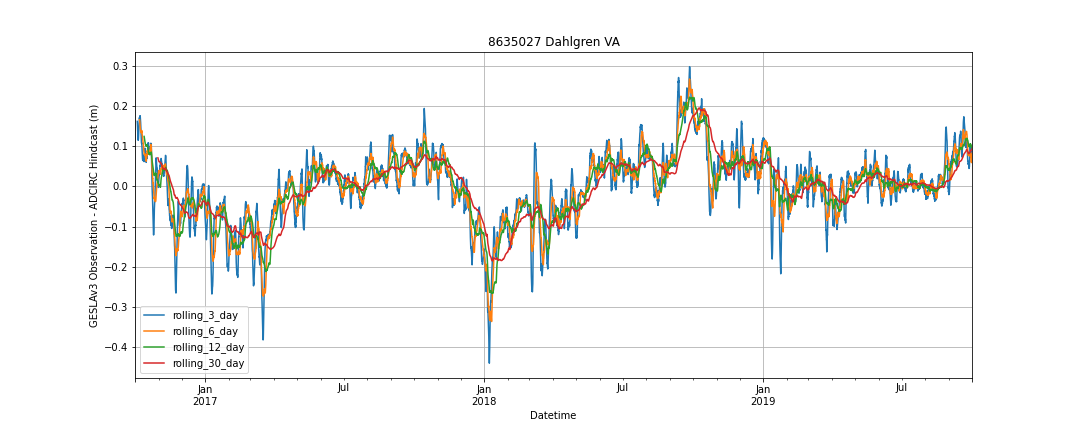 8635027 Dahlgren VA
GESLAv3 Observation - ADCIRC Hindcast (m)
0.3
0.2
0.1
0.0
−0.1
−0.2
−0.3
−0.4
rolling_3_day
rolling_6_day
rolling_12_day
rolling_30_day
Jan Jul Jan Jul Jan Jul
2017 2018 2019
Datetime